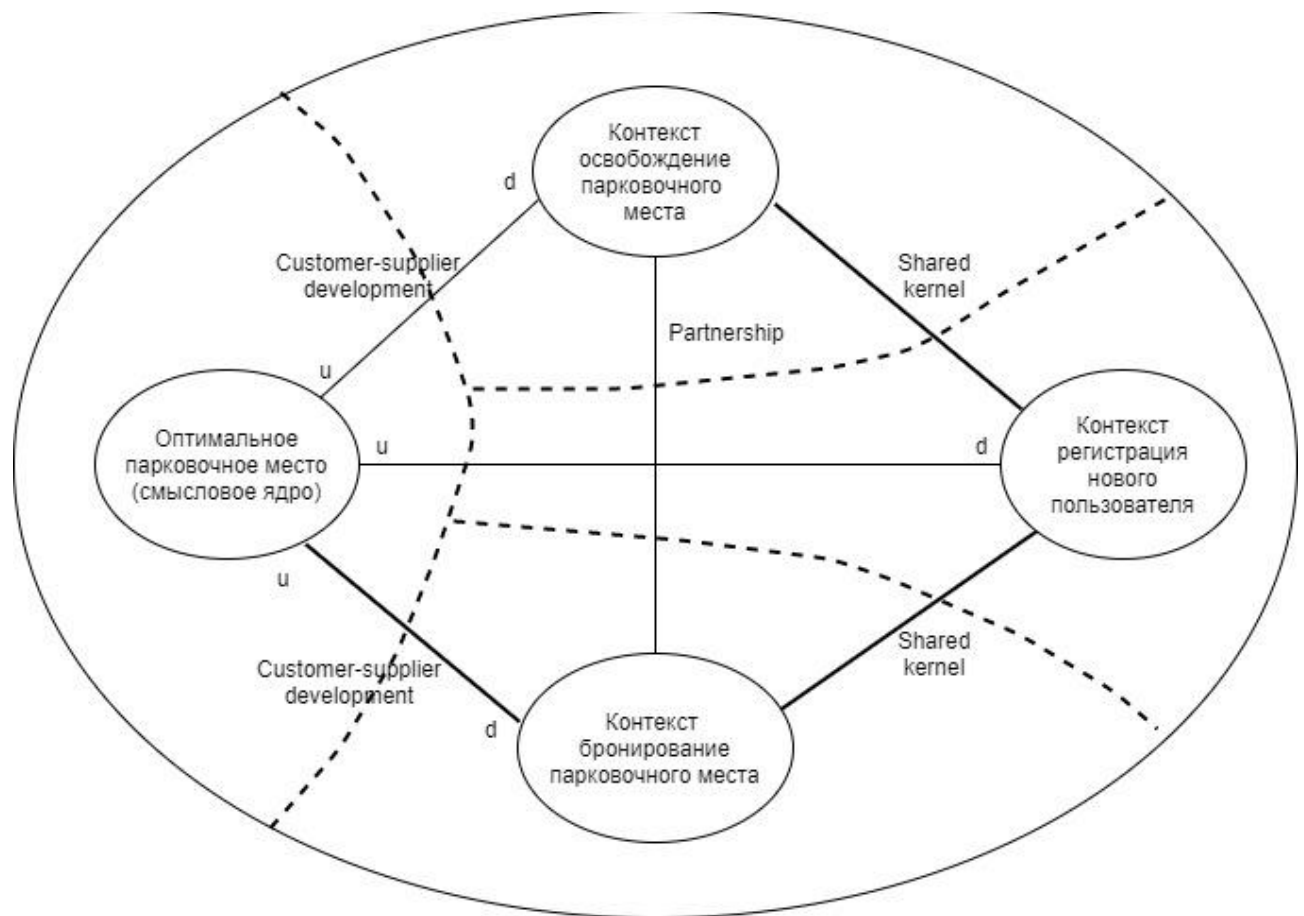 Контекст
освобождение
парковочного
места
d
Customer-supplier
development
Shared
kernel
Partnership
u
Оптимальное
парковочное место
(смысловое ядро)
u
d
Контекст
регистрация
нового
пользователя
u
Customer-supplier
development
Shared
kernel
d
Контекст
бронирование
парковочного места